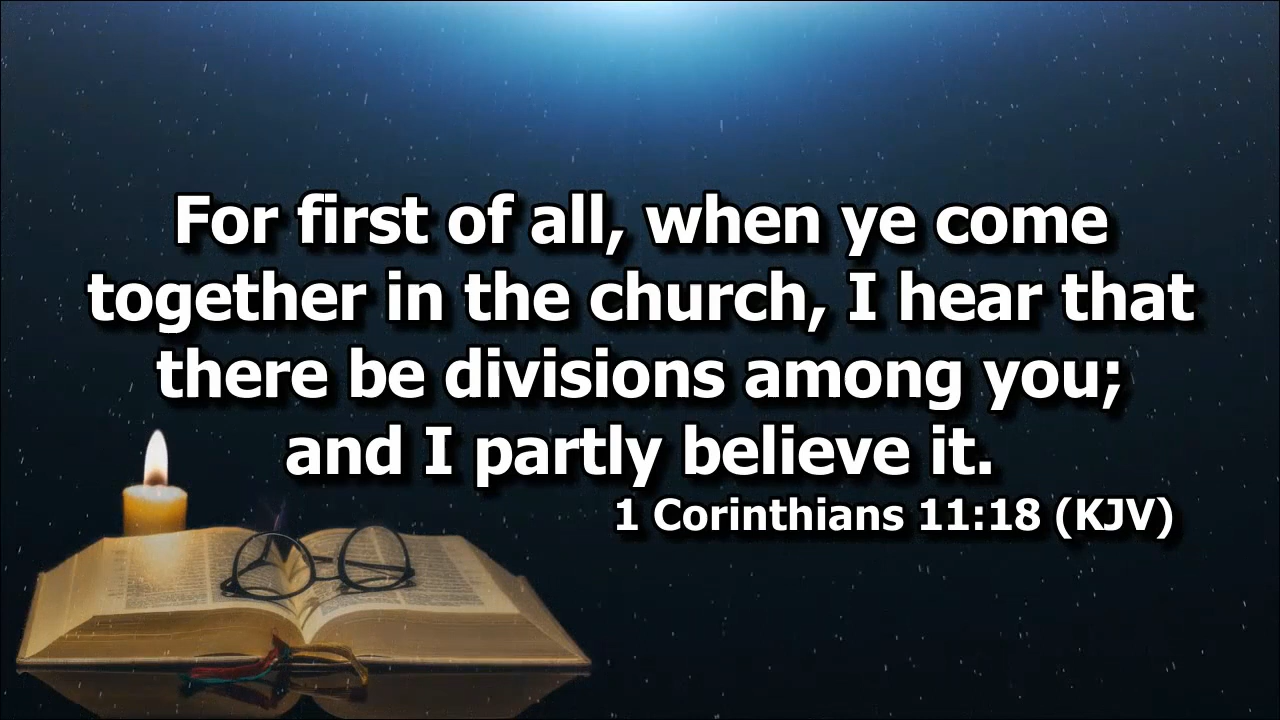 For first of all, when ye come
together in the church, I hear that
there be divisions among you;
and I partly believe it.
1 Corinthians 11:18 (KJV)